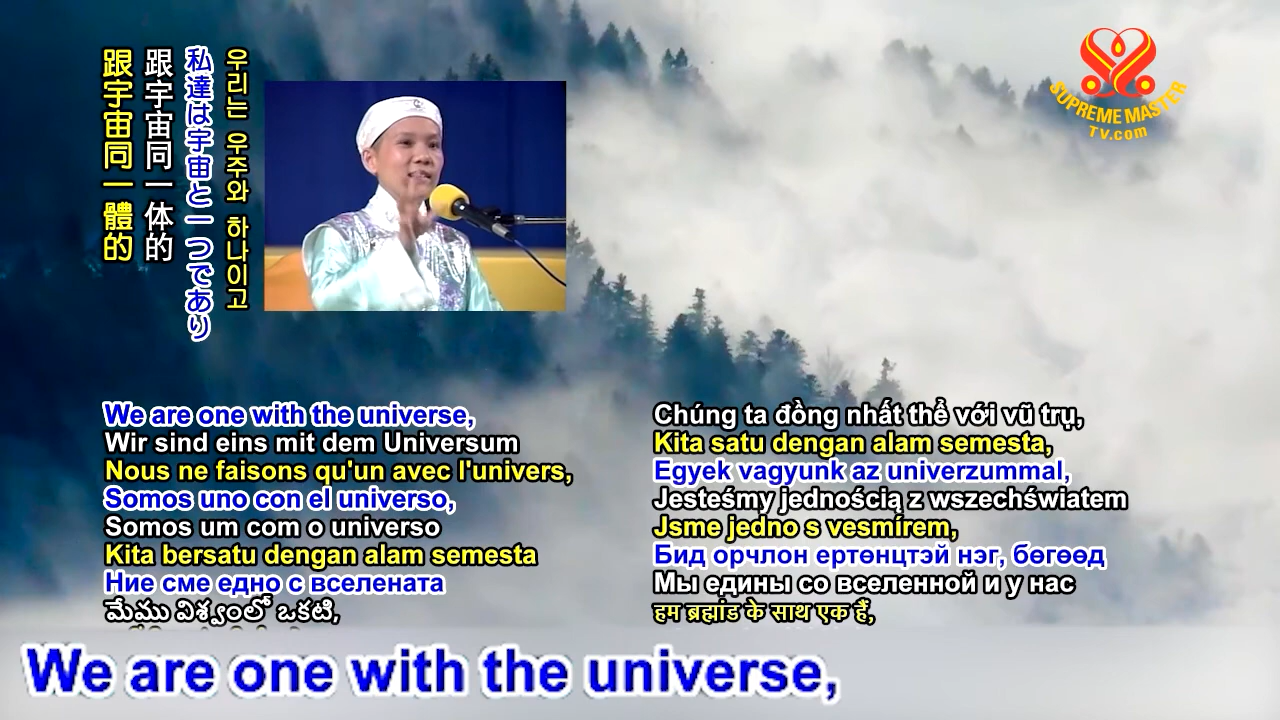 跟宇宙同一體的
跟宇宙同一体的
私達は宇宙と一つであり
우리는 우주와 하나이고
SUPREME MASTER
TV.com
We are one with the universe,
Wir sind eins mit dem Universum
Nous ne faisons qu'un avec l'univers,
Somos uno con el universo,
Somos um com o universo
Kita bersatu dengan alam semesta
Ние сме едно с вселената
మేము విశ్వంలో ఒకటి,
Chúng ta đồng nhất thể với vũ trụ,
Kita satu dengan alam semesta,
Egyek vagyunk az univerzummal,
Jesteśmy jednością z wszechświatem
Jsme jedno s vesmírem,
Бид орчлон ертөнцтэй нэг, бөгөөд
Мы едины со вселенной и у нас
हम ब्रह्मांड के साथ एक हैं,
We are one with the universe,